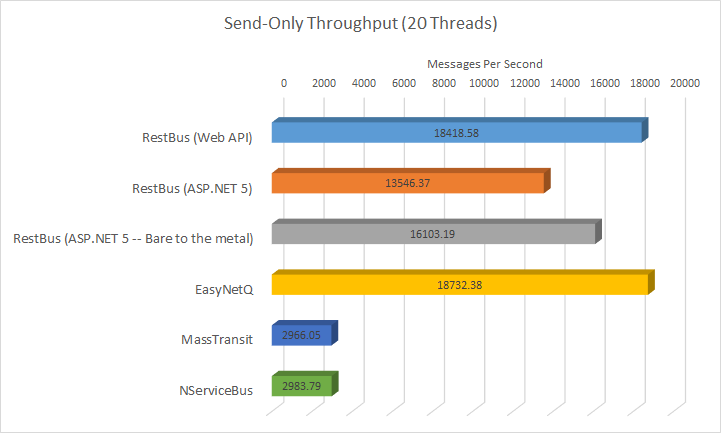 Send-Only Throughput (20 Threads)
Messages Per Second
0 2000 4000 6000 8000 10000 12000 14000 16000 18000 20000
RestBus (Web API) 18418.58
RestBus (ASP.NET 5) 13546.37
RestBus (ASP.NET 5 -- Bare to the metal) 16103.19
EasyNetQ 18732.38
MassTransit 2966.05
NServiceBus 2983.79